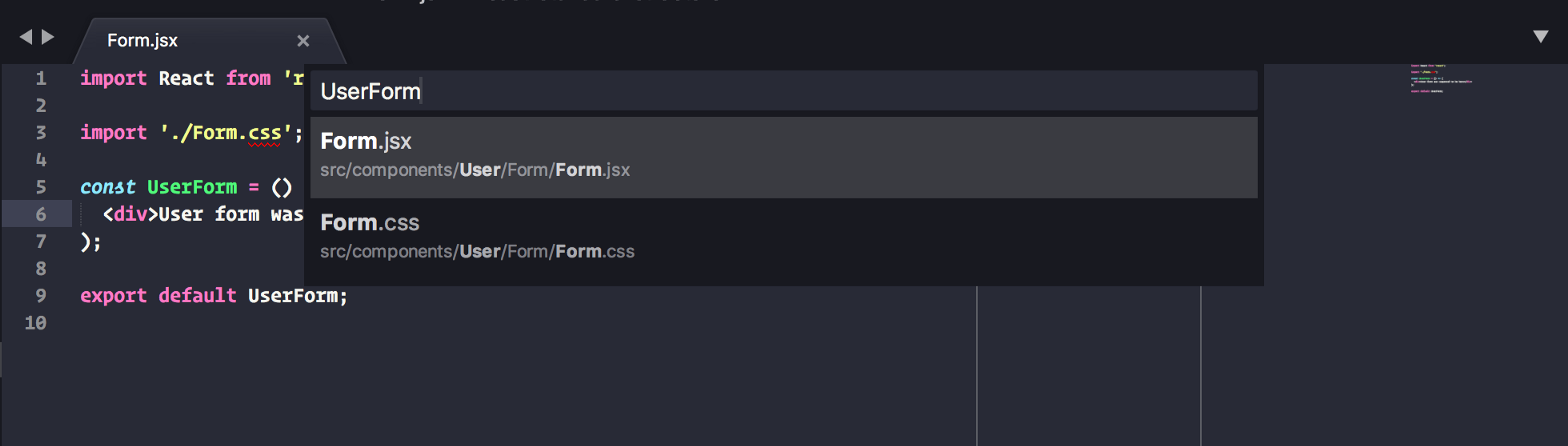 Form.jsx ×
UserForm
Form.jsx
src/components/User/Form/Form.jsx
Form.css
src/components/User/Form/Form.css
1 import React from 'r
2
3 import './Form.css';
4
5 const UserForm = ()
6 <div>User form was
7 );
8
9 export default UserForm;
10